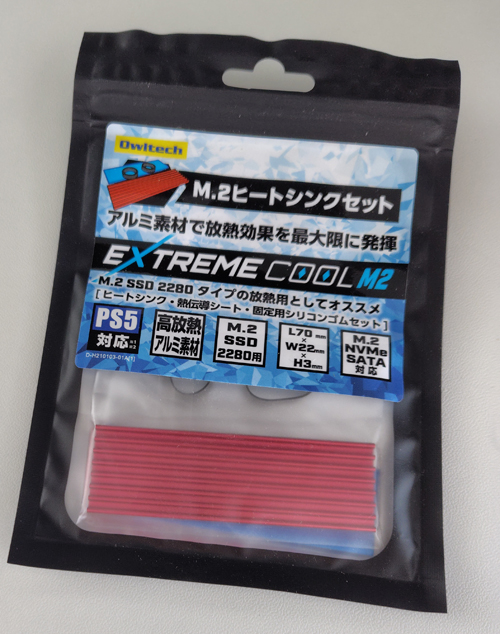 Owltech
M.2ヒートシンクセット
アルミ素材で放熱効果を最大限に発揮
EXTREME COOL M2
M.2 SSD 2280 タイプの放熱用としてオススメ
[ヒートシンク・熱伝導シート・固定用シリコンゴムセット]
PS5
対応
高放熱
アルミ素材
M.2
SSD
2280用
L70mm
×
W22mm
×
H3mm
M.2
NVMe
SATA
対応